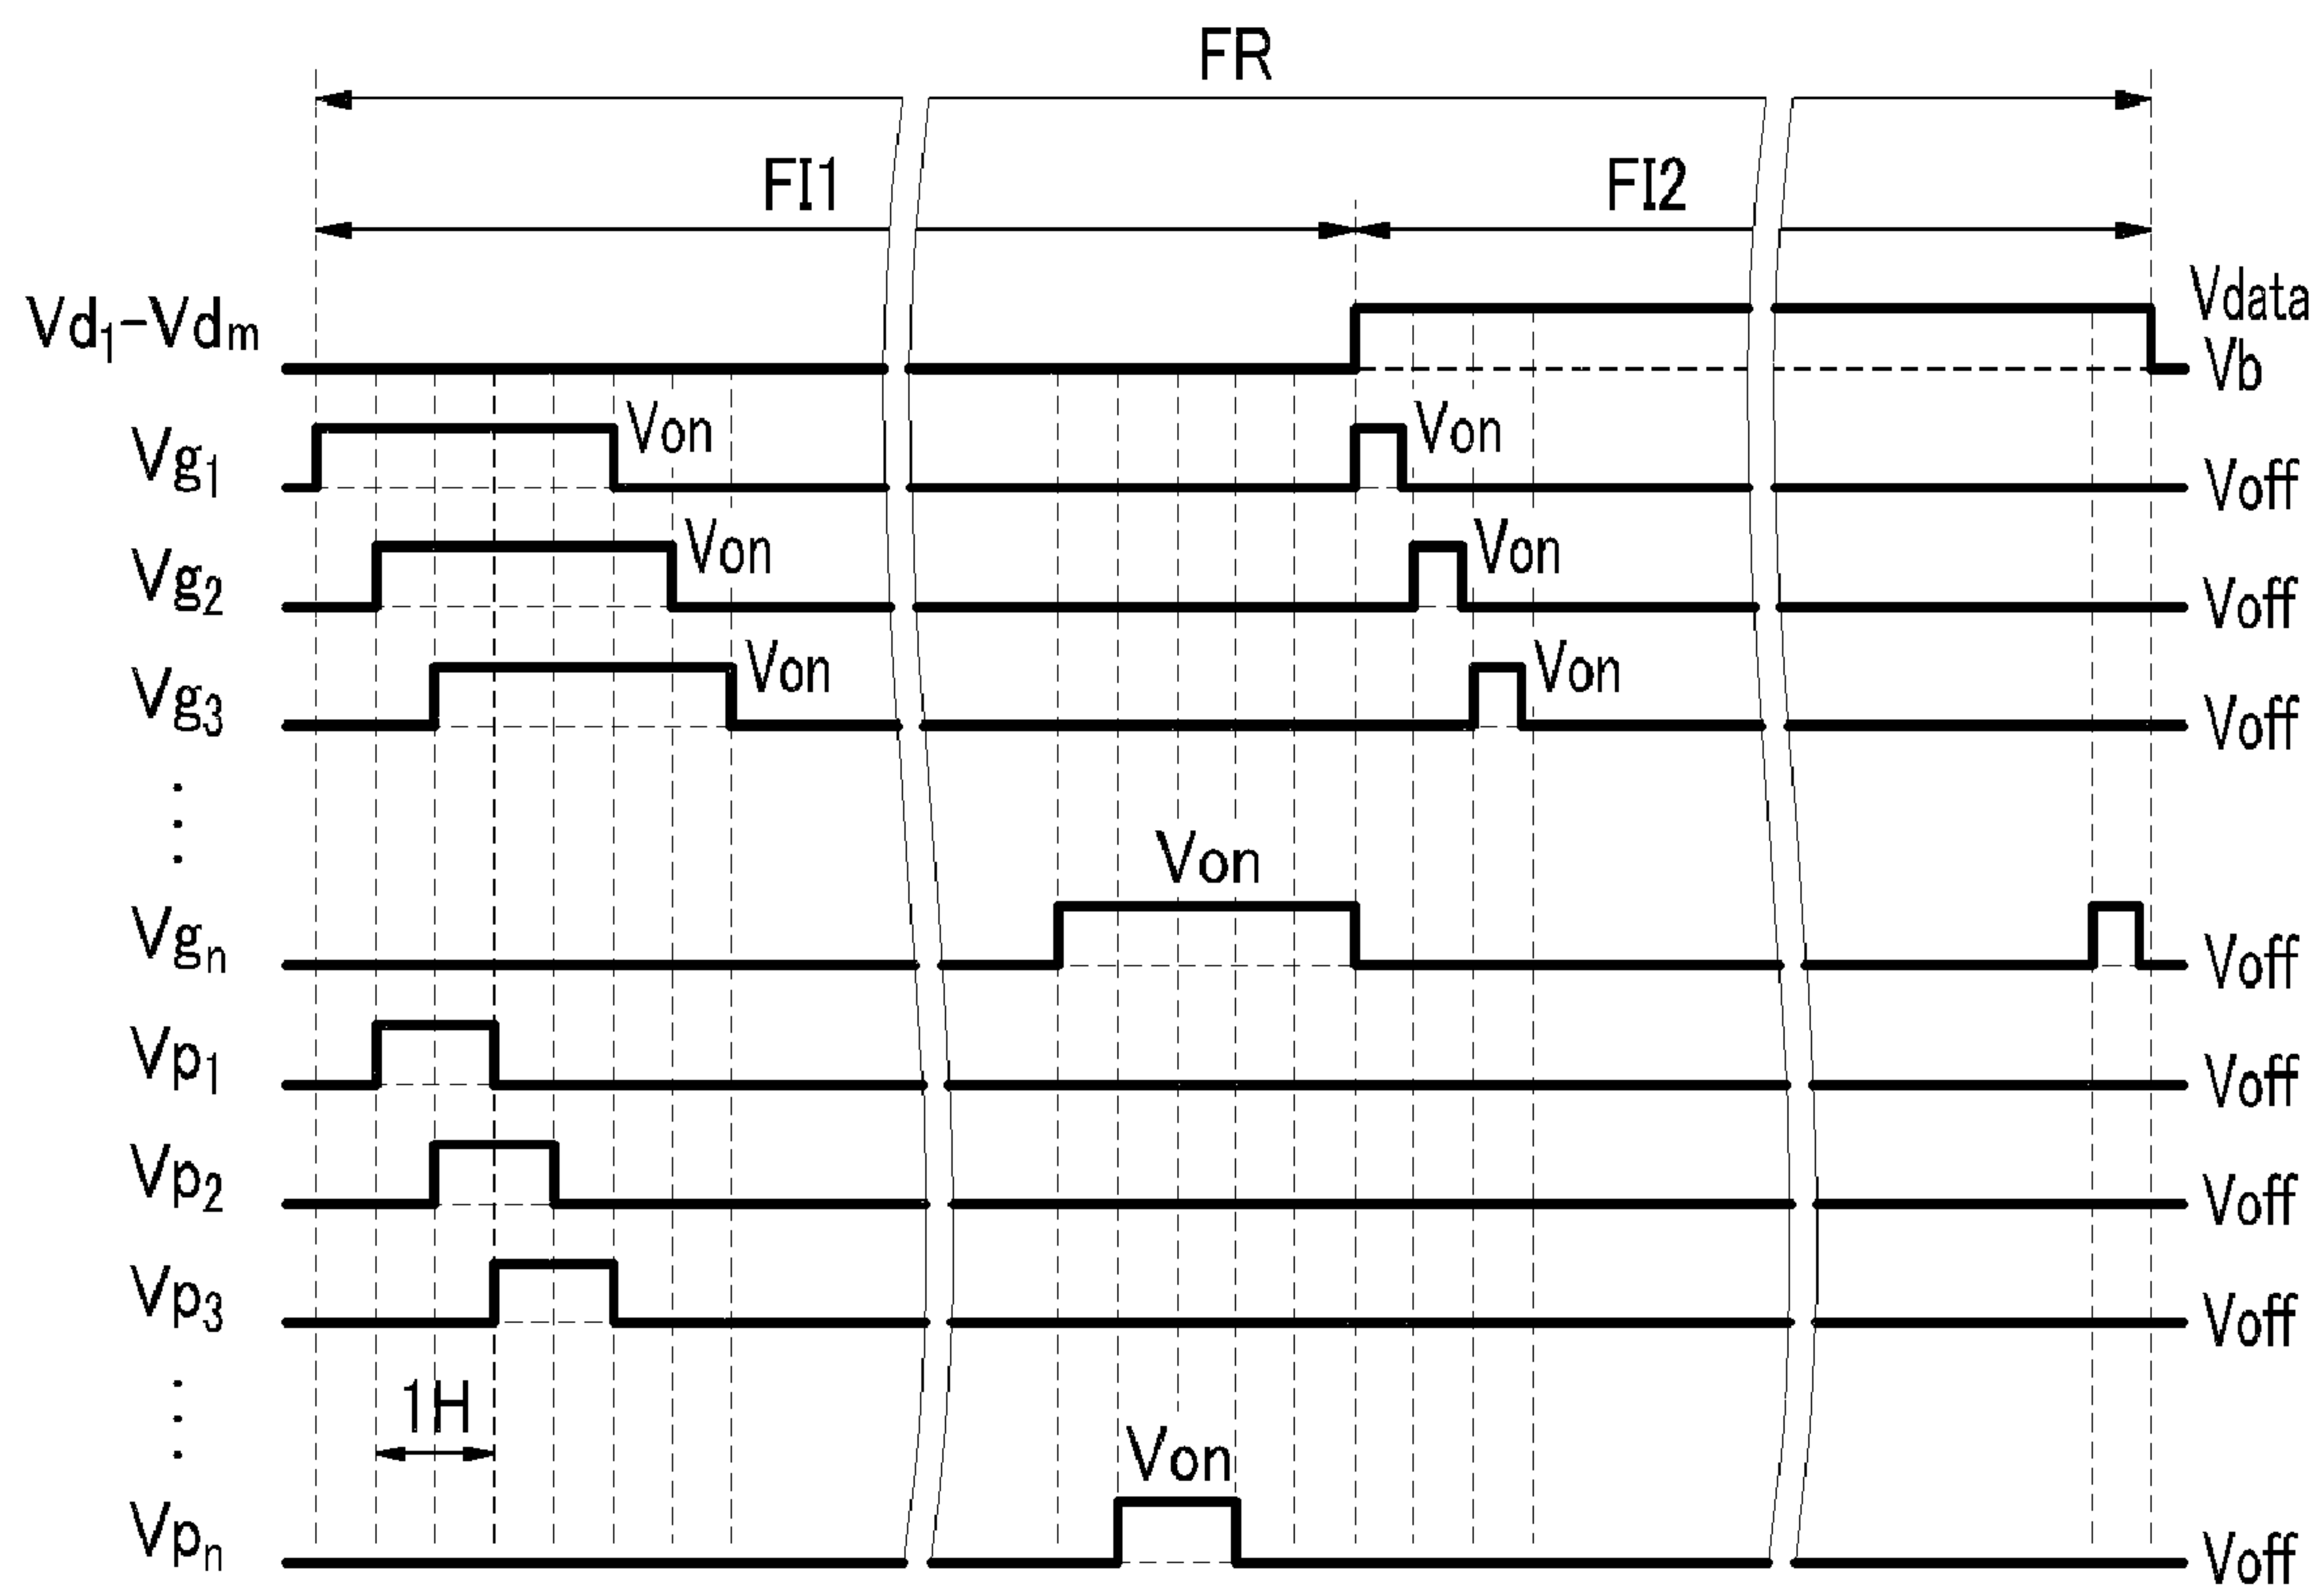 FR
FI1 FI2
Vd1-Vdm Vdata
Vb
Vg1 Von Von Voff
Vg2 Von Von Voff
Vg3 Von Von Voff
Von
Vgn Voff
Vp1 Voff
Vp2 Voff
Vp3 Voff
1H
Von
Vpn Voff